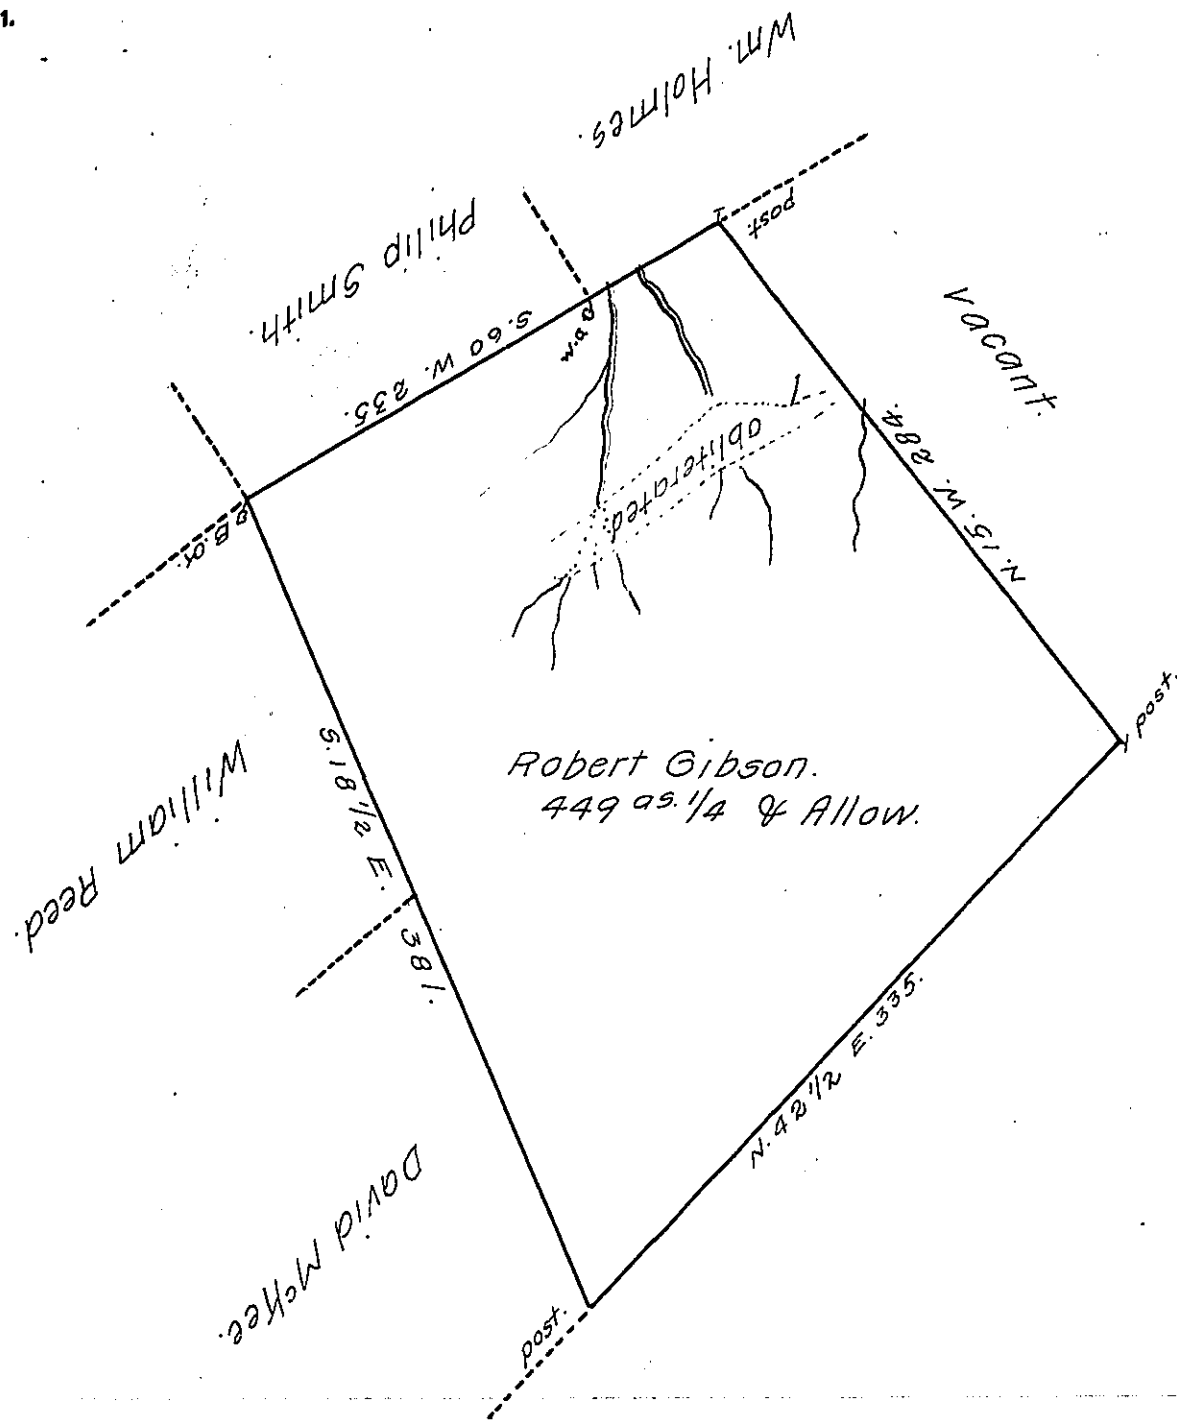 1.
Wm. Holmes.
post.
Philip Smith.
S. 60 W. 235.
vacant.
obliterated
N. 15 W. 284.
B. O.
post.
William Reed.
S. 18 1/2 E. 381.
Robert Gibson.
449 as. 1/4 & Allow.
N. 42 1/2 E. 335.
David McKee.
post.